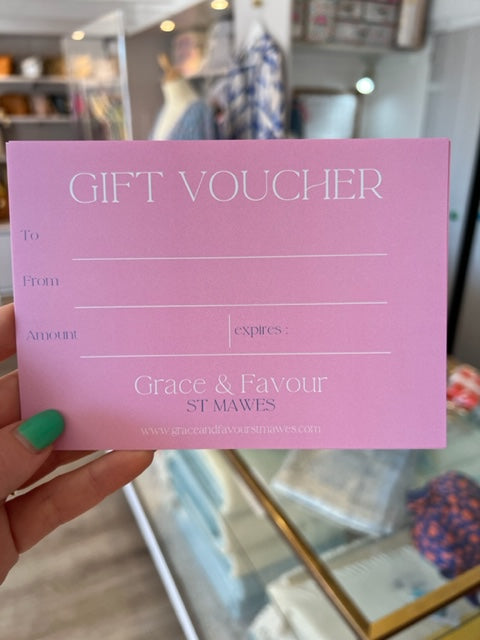 GIFT VOUCHER
To
From
Amount expires :
Grace & Favour
ST MAWES
www.graceandfavourstmawes.com